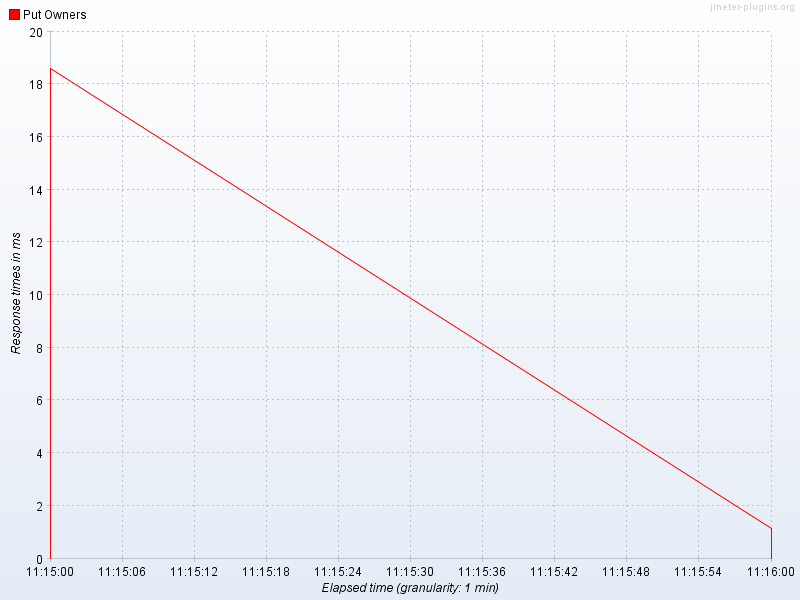 jmeter-plugins.org
Put Owners
20
18
16
14
12
10
8
6
4
2
0
Response times in ms
11:15:00 11:15:06 11:15:12 11:15:18 11:15:24 11:15:30 11:15:36 11:15:42 11:15:48 11:15:54 11:16:00
Elapsed time (granularity: 1 min)